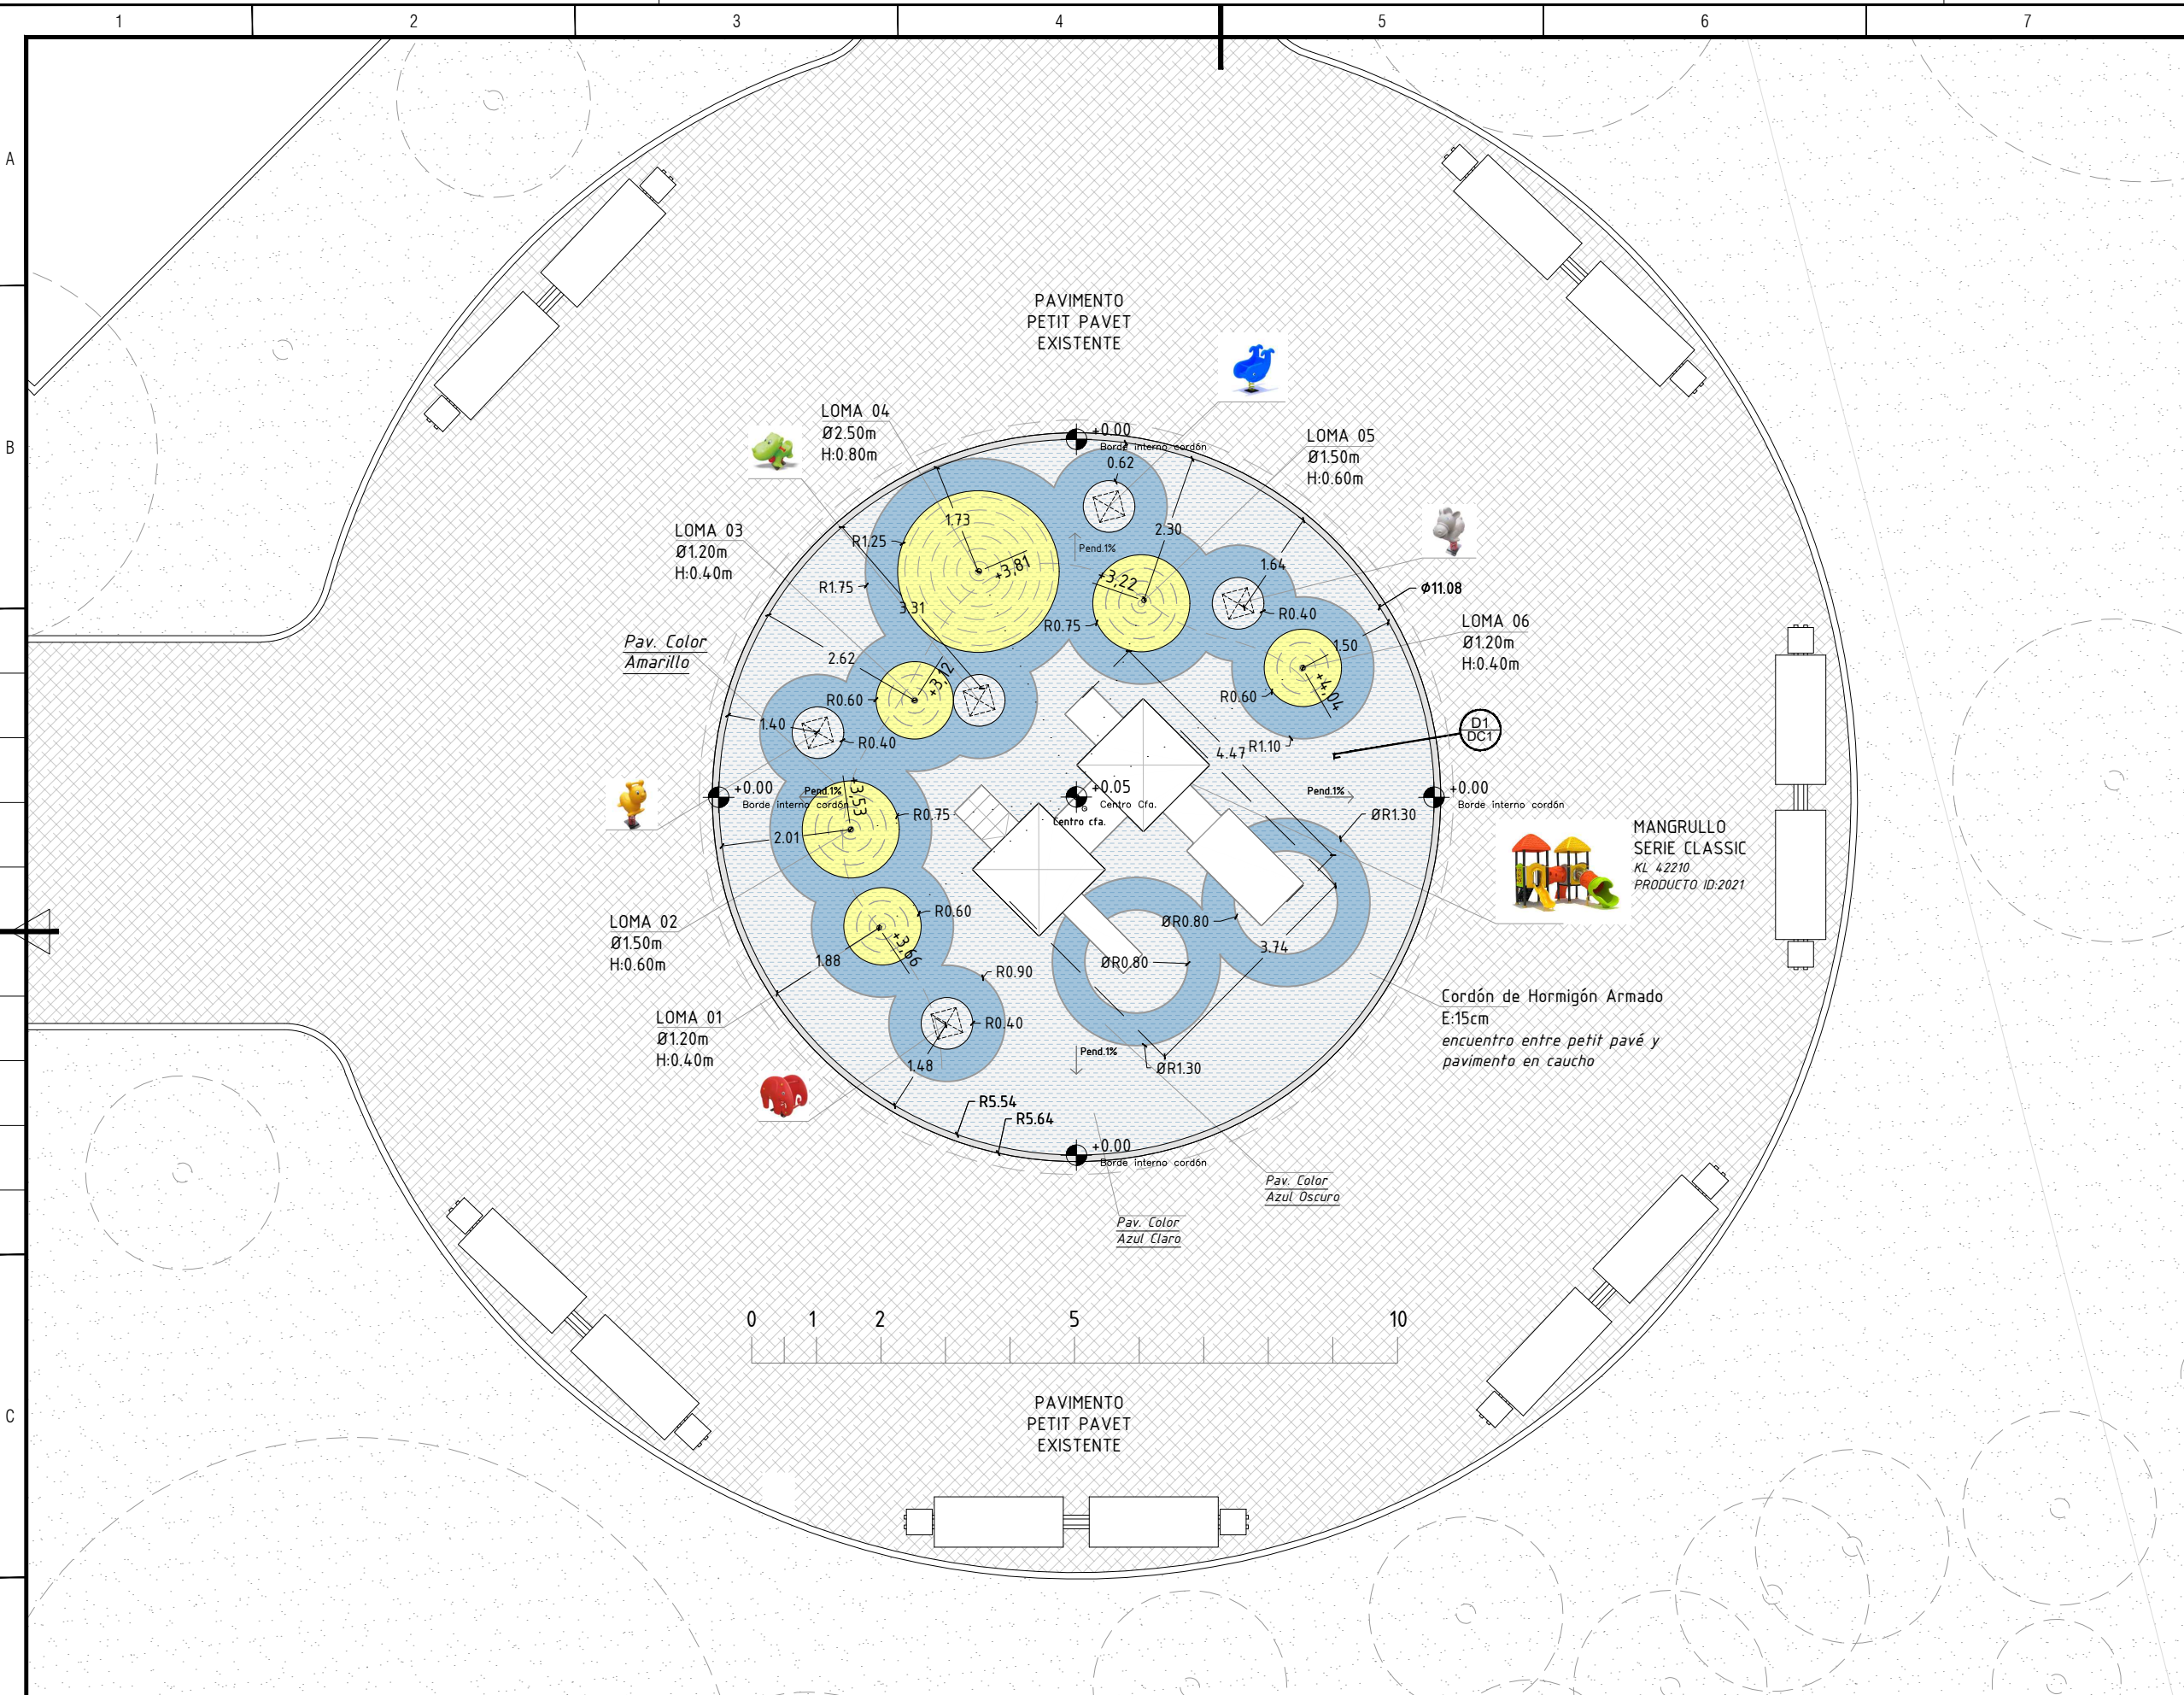 1
2
3
4
5
6
7
A
B
C
PAVIMENTO
PETIT PAVET
EXISTENTE
LOMA 04
Ø2.50m
H:0.80m
+0.00
Borde interno cordón
0.62
LOMA 05
Ø1.50m
H:0.60m
LOMA 03
Ø1.20m
H:0.40m
1.73
R1.25
+3,81
2.30
Pend.1%
1.64
R1.75
+3,22
3.31
R0.75
R0.40
Ø11.08
LOMA 06
Ø1.20m
H:0.40m
Pav. Color
Amarillo
2.62
+3,12
1.50
R0.60
R0.60
+4,04
1.40
R0.40
4.47
R1.10
D1
DC1
+0.00
Borde interno cordón
Pend.1%
+3,53
+0.05
Centro Cfa.
Centro cfa.
Pend.1%
+0.00
Borde interno cordón
R0.75
ØR1.30
2.01
MANGRULLO
SERIE CLASSIC
KL 42210
PRODUCTO ID:2021
LOMA 02
Ø1.50m
H:0.60m
R0.60
ØR0.80
+3,66
1.88
3.74
ØR0.80
R0.90
LOMA 01
Ø1.20m
H:0.40m
R0.40
Cordón de Hormigón Armado
E:15cm
encuentro entre petit pavé y
pavimento en caucho
1.48
Pend.1%
ØR1.30
R5.54
R5.64
+0.00
Borde interno cordón
Pav. Color
Azul Oscuro
Pav. Color
Azul Claro
0 1 2 5 10
PAVIMENTO
PETIT PAVET
EXISTENTE